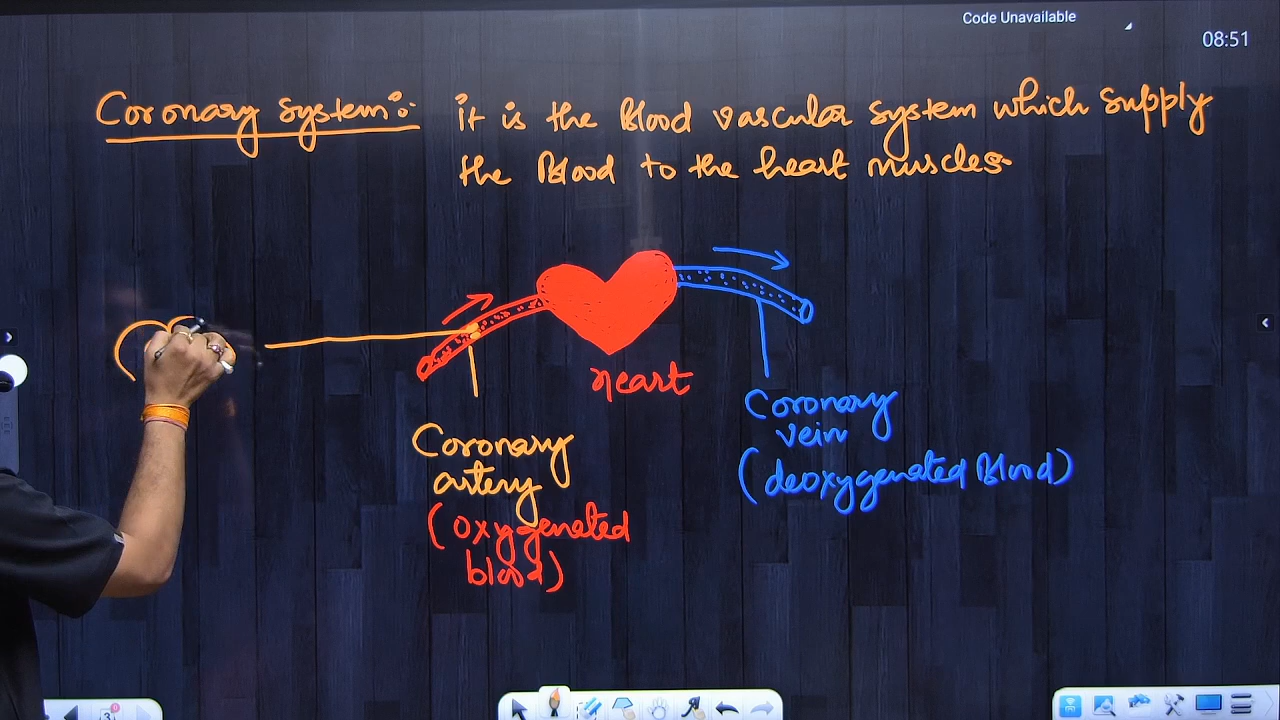 Code Unavailable
08:51
Coronary System:- it is the Blood vascular system which supply
the Blood to the heart muscles.
Heart
Coronary
artery
(oxygenated
blood)
Coronary
vein
(deoxygenated Blood)
3